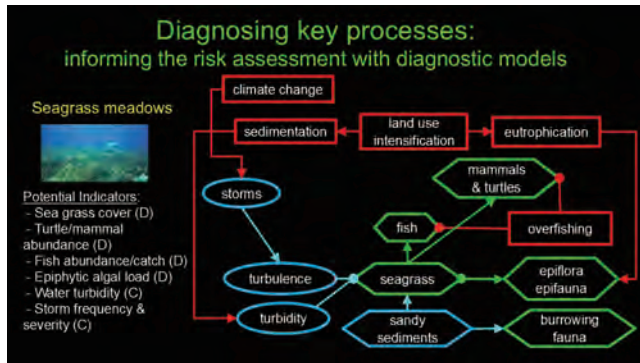 Diagnosing key processes:
informing the risk assessment with diagnostic models
Seagrass meadows
Potential Indicators:
- Sea grass cover (D)
- Turtle/mammal
abundance (D)
- Fish abundance/catch (D)
- Epiphytic algal load (D)
- Water turbidity (C)
- Storm frequency &
severity (C)
climate change
sedimentation
land use
intensification
eutrophication
storms
mammals
& turtles
fish
overfishing
turbulence
seagrass
epiflora
epifauna
turbidity
sandy
sediments
burrowing
fauna